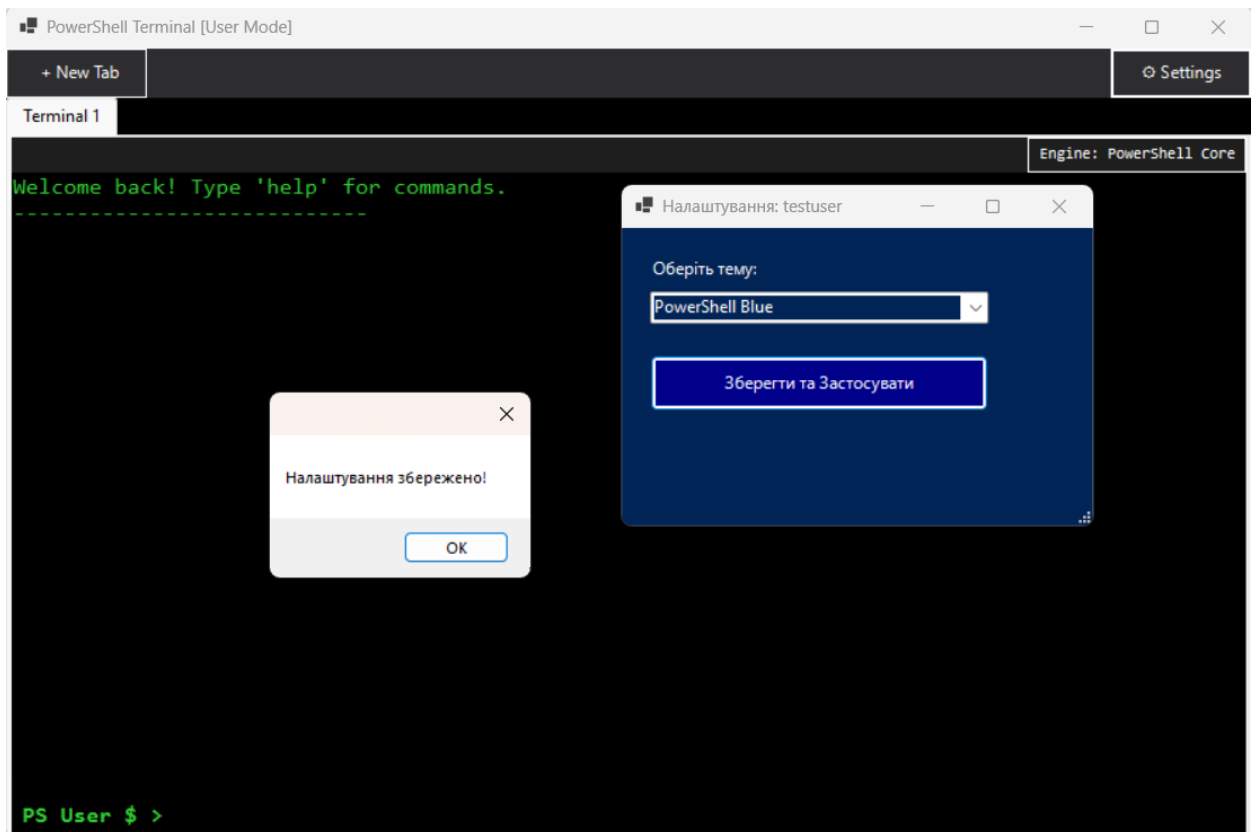 PowerShell Terminal [User Mode]
+ New Tab
⚙ Settings
Terminal 1
Engine: PowerShell Core
Welcome back! Type 'help' for commands.
----------------------------
Налаштування: testuser
Оберіть тему:
PowerShell Blue
Зберегти та Застосувати
Налаштування збережено!
OK
PS User $ >